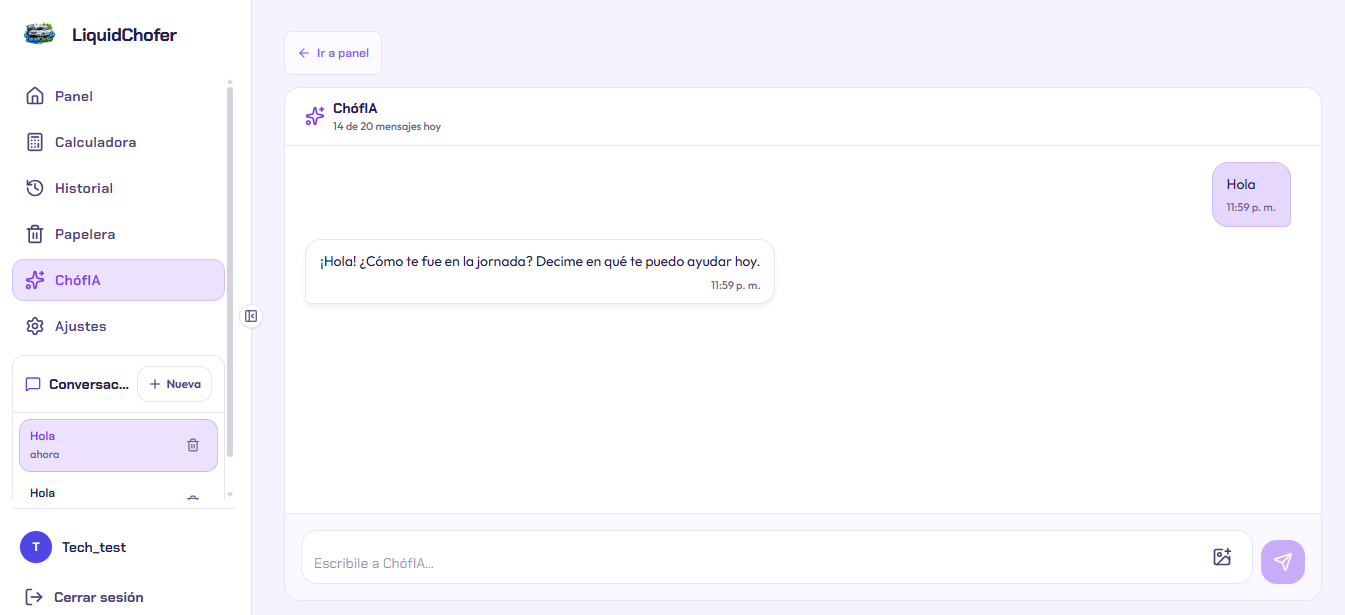 LiquidChofer
Panel
Calculadora
Historial
Papelera
ChófIA
Ajustes
Conversac...
Nueva
Hola
ahora
Hola
T
Tech_test
Cerrar sesión
Ir a panel
ChófIA
14 de 20 mensajes hoy
Hola
11:59 p. m.
¡Hola! ¿Cómo te fue en la jornada? Decime en qué te puedo ayudar hoy.
11:59 p. m.
Escribile a ChófIA...